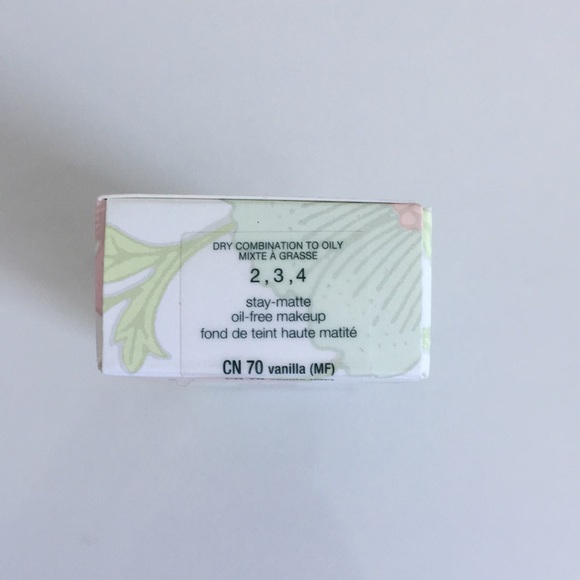 DRY COMBINATION TO OILY
MIXTE À GRASSE
2,3,4
stay-matte
oil-free makeup
fond de teint haute matité
CN 70 vanilla (MF)